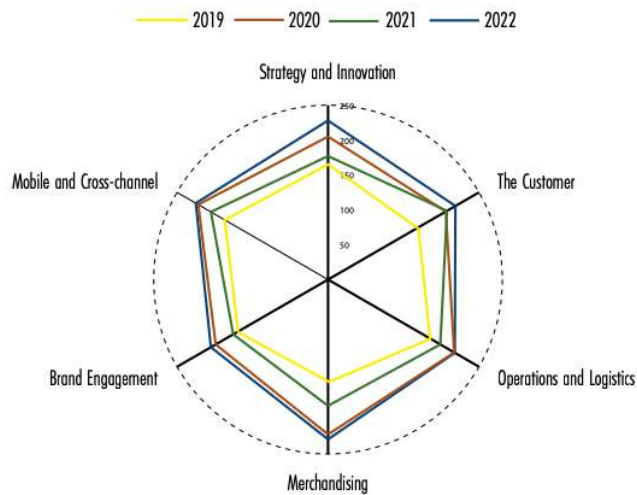 2019 2020 2021 2022
Strategy and Innovation
250
200
150
100
50
Mobile and Cross-channel
The Customer
Brand Engagement
Operations and Logistics
Merchandising